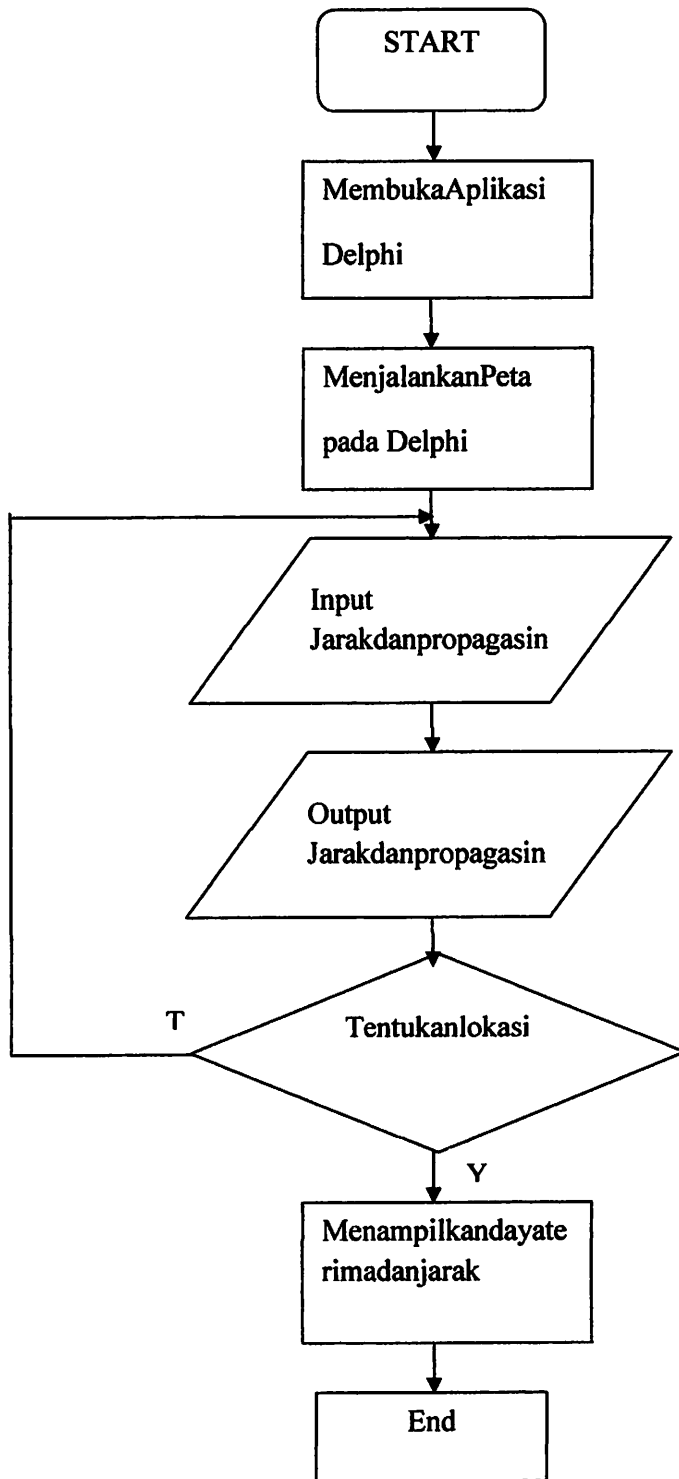 START
MembukaAplikasi
Delphi
MenjalankanPeta
pada Delphi
Input
Jarakdanpropagasin
Output
Jarakdanpropagasin
Tentukanlokasi
T
Y
Menampilkandayate
rimadanjarak
End